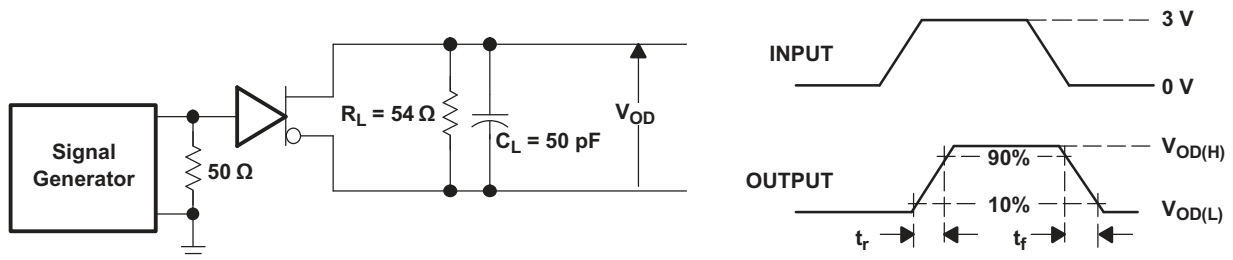 Signal
Generator
50 Ω
R_L = 54 Ω
C_L = 50 pF
V_OD
INPUT
3 V
0 V
OUTPUT
90%
10%
V_OD(H)
V_OD(L)
t_r
t_f